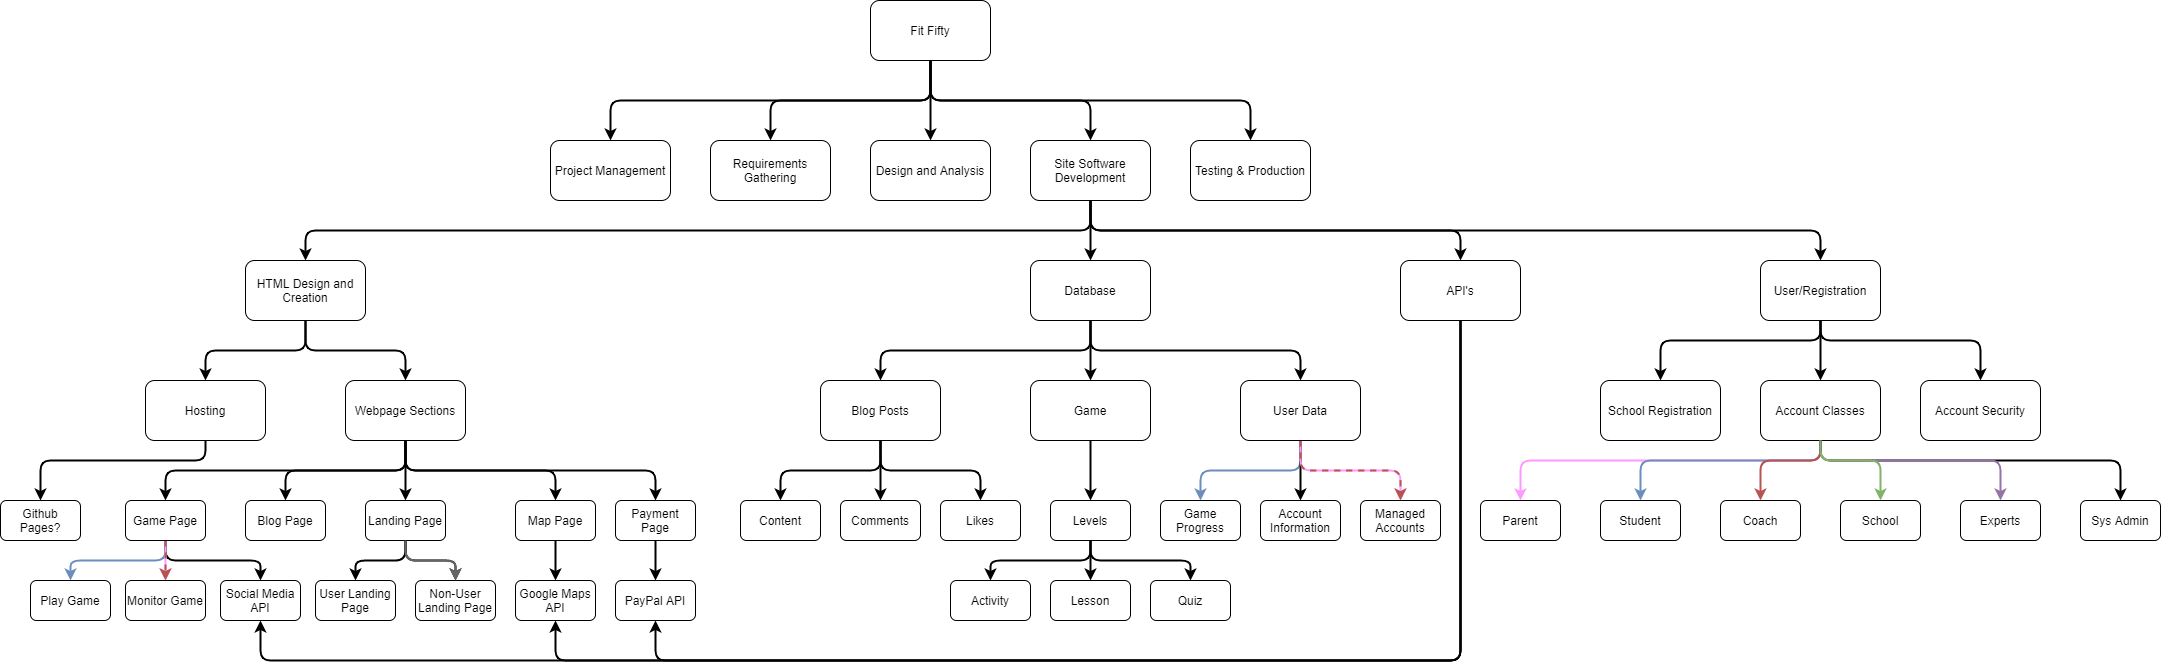 Fit Fifty
Project Management
Requirements
Gathering
Design and Analysis
Site Software
Development
Testing & Production
HTML Design and
Creation
Database
API's
User/Registration
Hosting
Webpage Sections
Blog Posts
Game
User Data
School Registration
Account Classes
Account Security
Github
Pages?
Game Page
Blog Page
Landing Page
Map Page
Payment
Page
Content
Comments
Likes
Levels
Game
Progress
Account
Information
Managed
Accounts
Parent
Student
Coach
School
Experts
Sys Admin
Play Game
Monitor Game
Social Media
API
User Landing
Page
Non-User
Landing Page
Google Maps
API
PayPal API
Activity
Lesson
Quiz